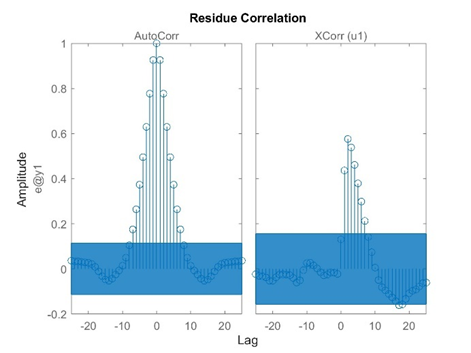 Residue Correlation
AutoCorr
XCorr (u1)
1
0.8
0.6
0.4
0.2
0
-0.2
Amplitude
e@y1
-20 -10 0 10 20
-20 -10 0 10 20
Lag